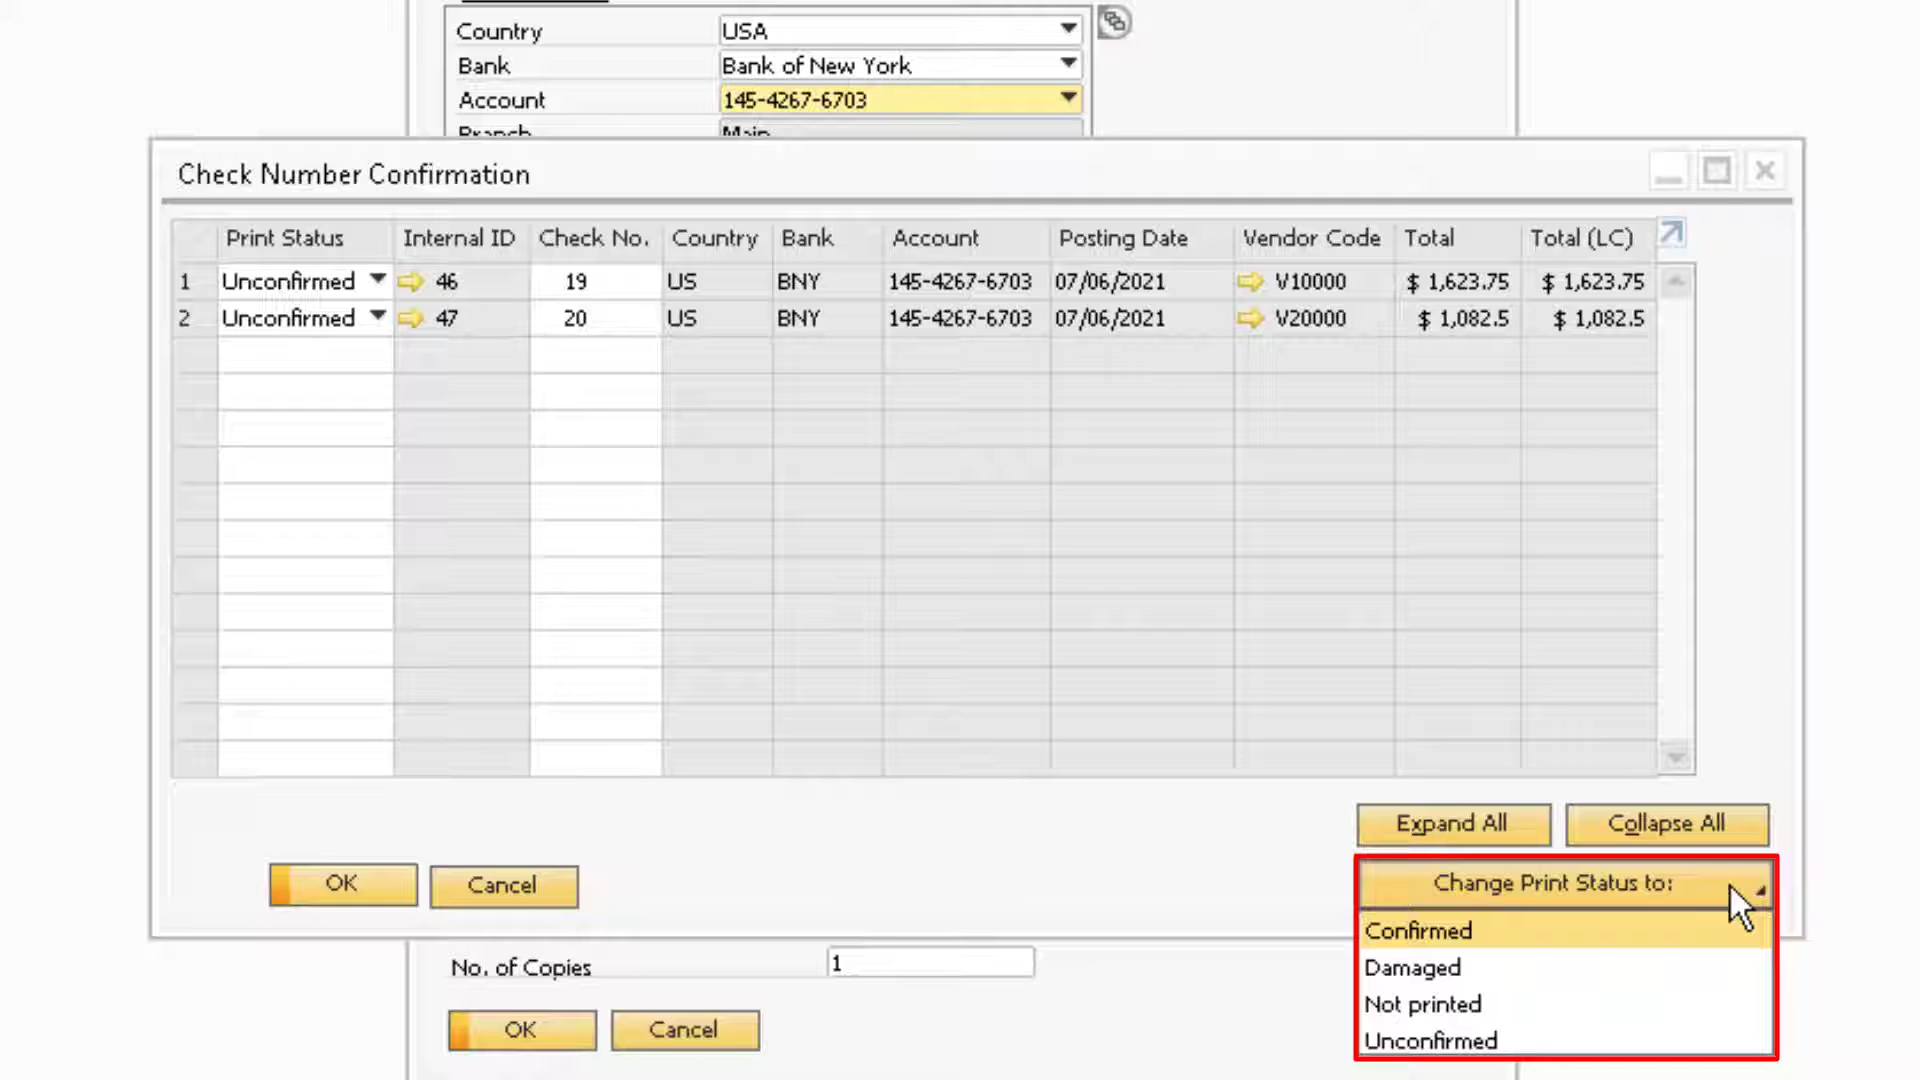 Country USA
Bank Bank of New York
Account 145-4267-6703
Branch Main
Check Number Confirmation
Print Status Internal ID Check No. Country Bank Account Posting Date Vendor Code Total Total (LC)
1 Unconfirmed 46 19 US BNY 145-4267-6703 07/06/2021 V10000 $ 1,623.75 $ 1,623.75
2 Unconfirmed 47 20 US BNY 145-4267-6703 07/06/2021 V20000 $ 1,082.5 $ 1,082.5
Expand All Collapse All
OK Cancel Change Print Status to:
Confirmed
Damaged
Not printed
Unconfirmed
No. of Copies 1
OK Cancel